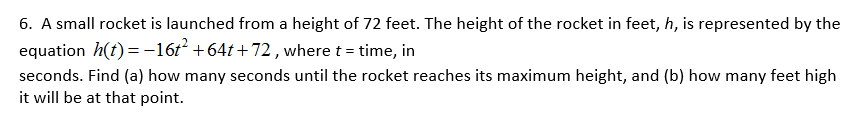 6. A small rocket is launched from a height of 72 feet. The height of the rocket in feet, h, is represented by the
equation h(t) = −16t² + 64t + 72 , where t = time, in
seconds. Find (a) how many seconds until the rocket reaches its maximum height, and (b) how many feet high
it will be at that point.